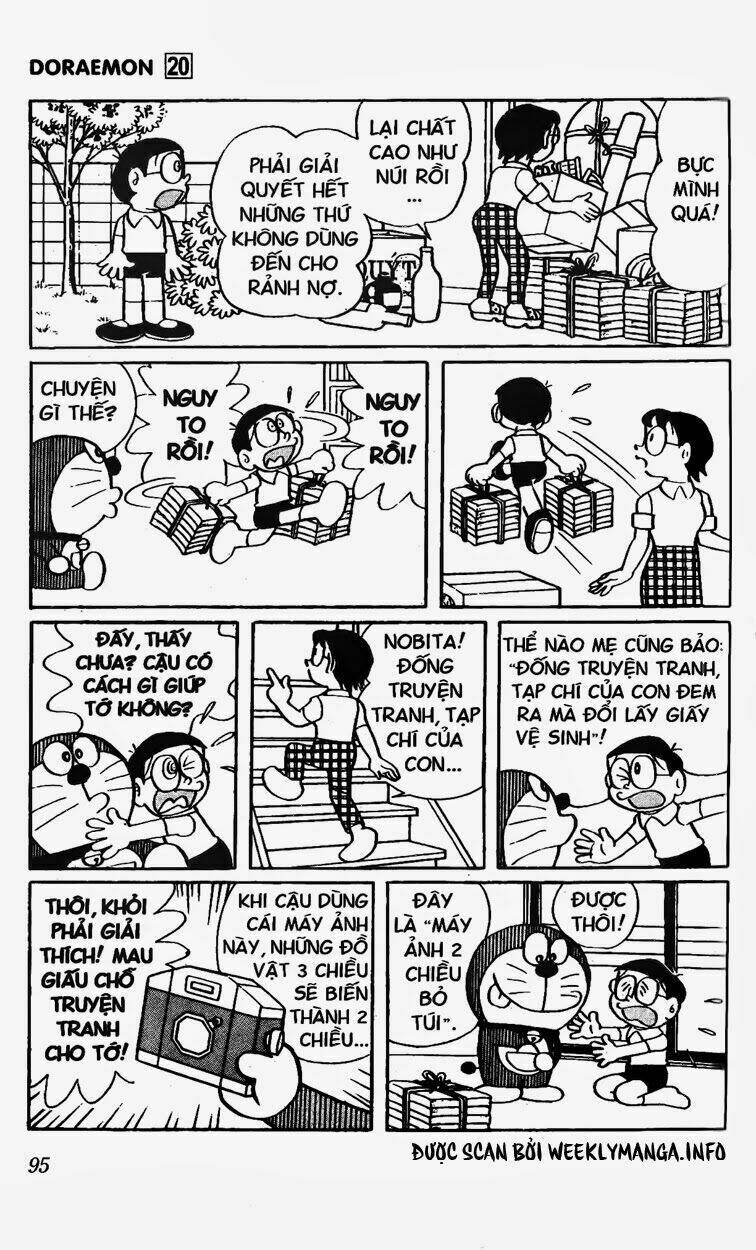 DORAEMON 20
BỰC
MÌNH
QUÁ!
LẠI CHẤT
CAO NHƯ
NÚI RỒI
...
PHẢI GIẢI
QUYẾT HẾT
NHỮNG THỨ
KHÔNG DÙNG
ĐẾN CHO
RẢNH NỢ.
QUÝT
NGUY
TO
RỒI!
NGUY
TO
RỒI!
CHUYỆN
GÌ THẾ?
THỂ NÀO MẸ CŨNG BẢO:
"ĐỐNG TRUYỆN TRANH,
TẠP CHÍ CỦA CON ĐEM
RA MÀ ĐỔI LẤY GIẤY
VỆ SINH"!
NOBITA!
ĐỐNG
TRUYỆN
TRANH, TẠP
CHÍ CỦA
CON...
ĐẤY, THẤY
CHƯA? CẬU CÓ
CÁCH GÌ GIÚP
TỚ KHÔNG?
ĐƯỢC
THÔI!
ĐÂY
LÀ "MÁY
ẢNH 2
CHIỀU
BỎ
TÚI".
KHI CẬU DÙNG
CÁI MÁY ẢNH
NÀY, NHỮNG ĐỒ
VẬT 3 CHIỀU
SẼ BIẾN
THÀNH 2
CHIỀU...
THÔI, KHỎI
PHẢI GIẢI
THÍCH! MAU
GIẤU CHỖ
TRUYỆN
TRANH
CHO TỚ!
95
ĐƯỢC SCAN BỞI WEEKLYMANGA.INFO